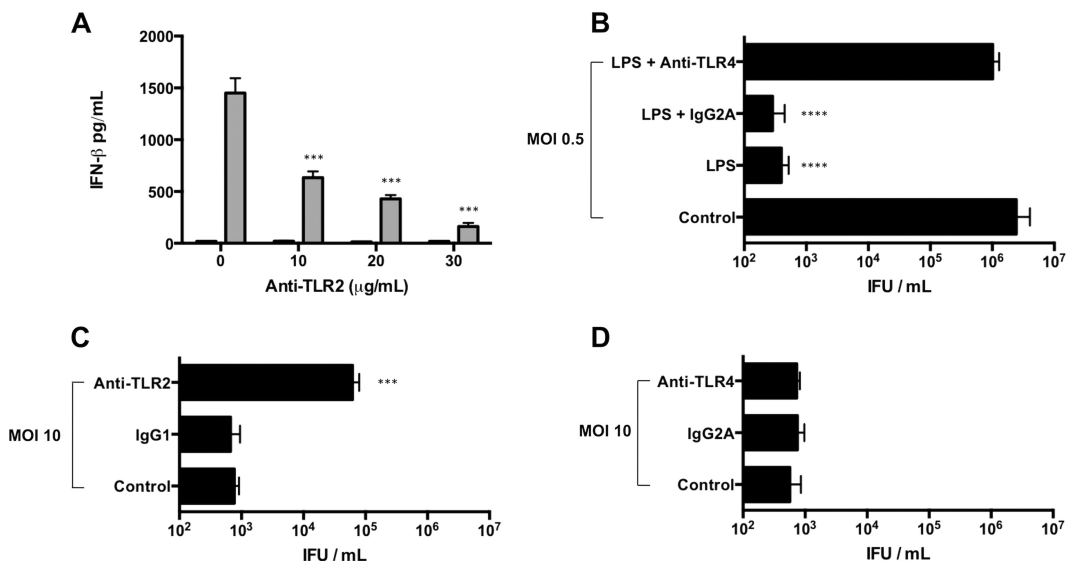 A
2000
1500
1000
500
0
IFN-β pg/mL
***
***
***
0 10 20 30
Anti-TLR2 (μg/mL)
B
MOI 0.5
LPS + Anti-TLR4
LPS + IgG2A ****
LPS ****
Control
10² 10³ 10⁴ 10⁵ 10⁶ 10⁷
IFU / mL
C
MOI 10
Anti-TLR2 ***
IgG1
Control
10² 10³ 10⁴ 10⁵ 10⁶ 10⁷
IFU / mL
D
MOI 10
Anti-TLR4
IgG2A
Control
10² 10³ 10⁴ 10⁵ 10⁶ 10⁷
IFU / mL